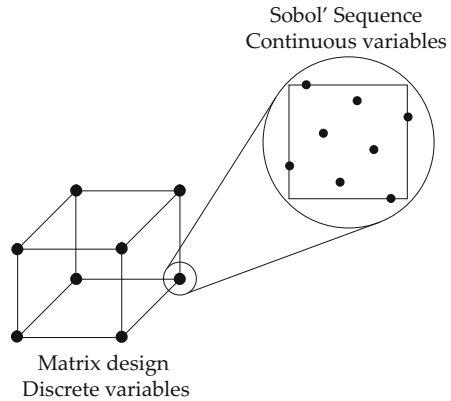 Sobol' Sequence
Continuous variables
Matrix design
Discrete variables